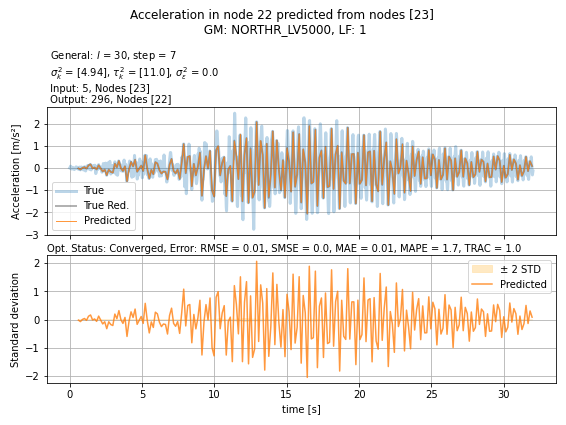 Acceleration in node 22 predicted from nodes [23]
GM: NORTHR_LV5000, LF: 1
General: l = 30, step = 7
σ²ₖ = [4.94], τ²ₖ = [11.0], σ²ε = 0.0
Input: 5, Nodes [23]
Output: 296, Nodes [22]
Acceleration [m/s²]
2
1
0
−1
−2
−3
True
True Red.
Predicted
Opt. Status: Converged, Error: RMSE = 0.01, SMSE = 0.0, MAE = 0.01, MAPE = 1.7, TRAC = 1.0
Standard deviation
2
1
0
−1
−2
± 2 STD
Predicted
0 5 10 15 20 25 30
time [s]